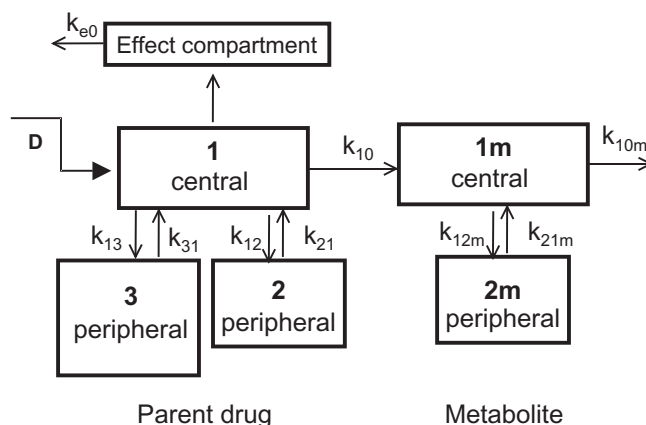 k_e0
Effect compartment
D
1
central
k_10
1m
central
k_10m
k_13
k_31
k_12
k_21
k_12m
k_21m
3
peripheral
2
peripheral
2m
peripheral
Parent drug
Metabolite